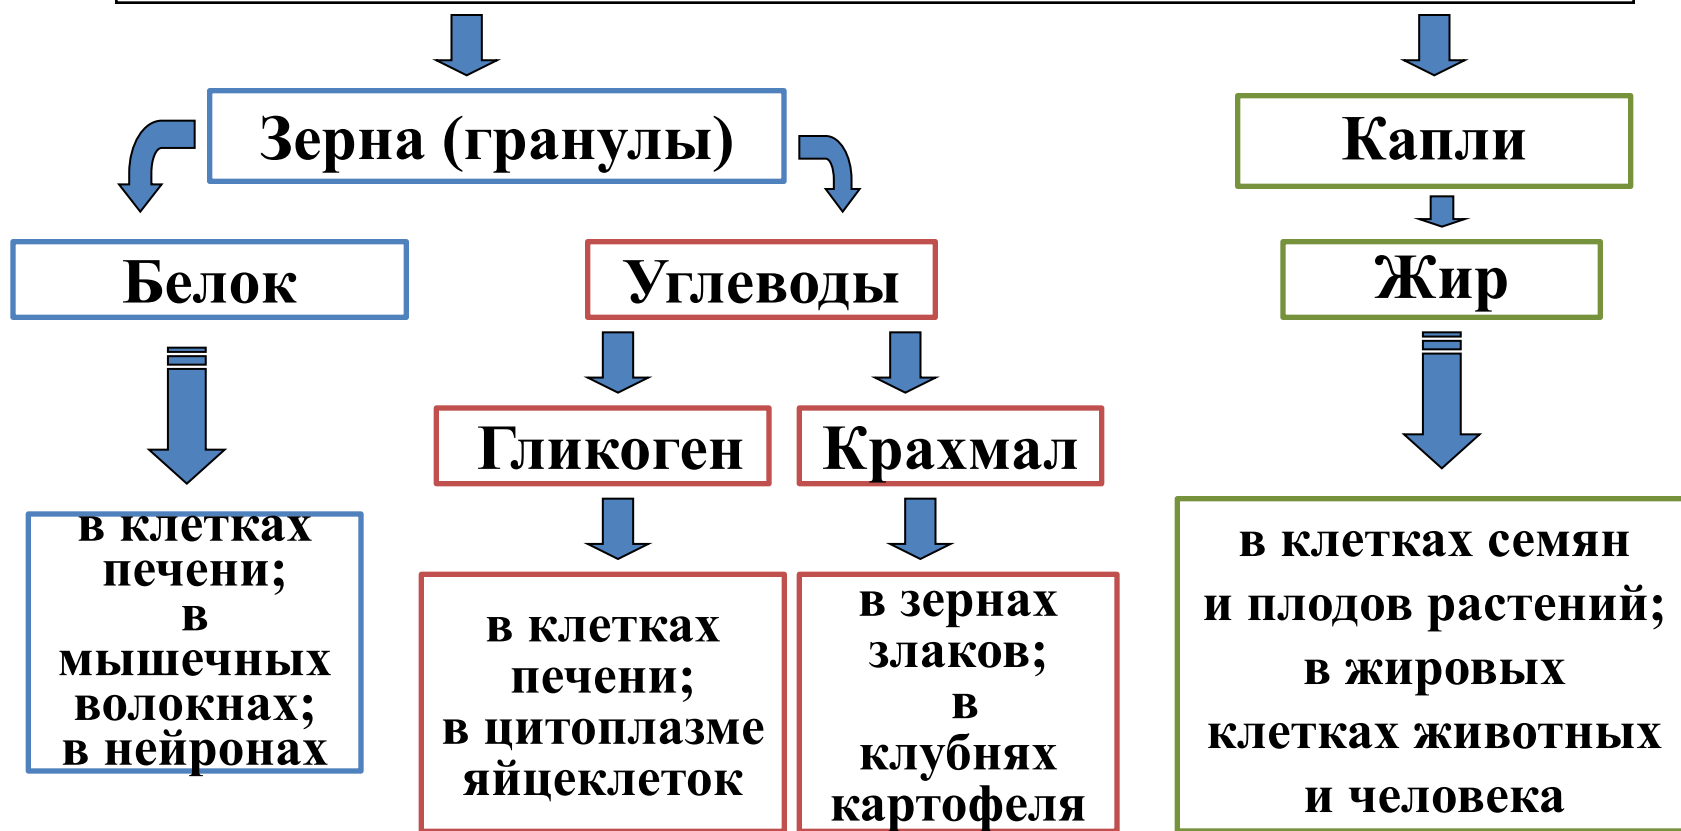 Зерна (гранулы)
Капли
Белок
Углеводы
Жир
Гликоген
Крахмал
в клетках
печени;
в
мышечных
волокнах;
в нейронах
в клетках
печени;
в цитоплазме
яйцеклеток
в зернах
злаков;
в
клубнях
картофеля
в клетках семян
и плодов растений;
в жировых
клетках животных
и человека